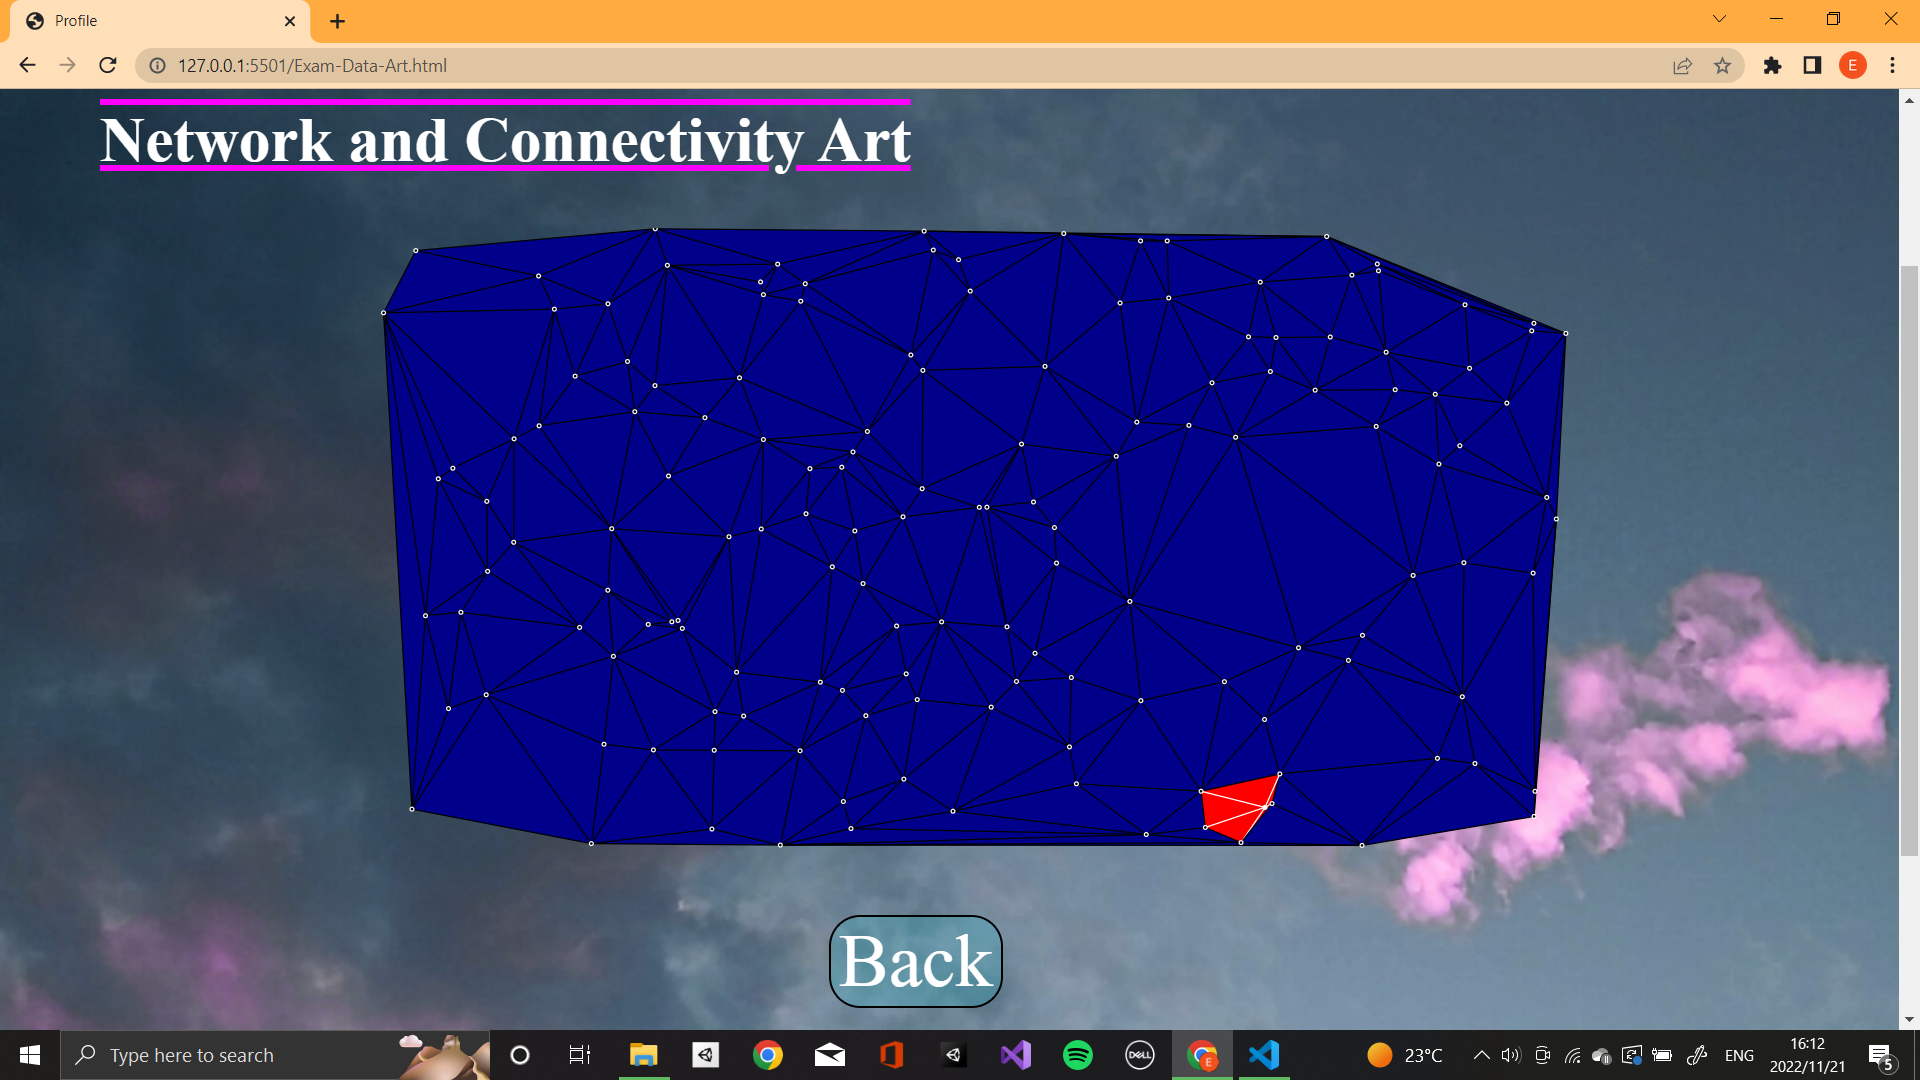 Profile
127.0.0.1:5501/Exam-Data-Art.html
E
Network and Connectivity Art
Back
Type here to search
DELL
E
23°C
ENG
16:12
2022/11/21
5